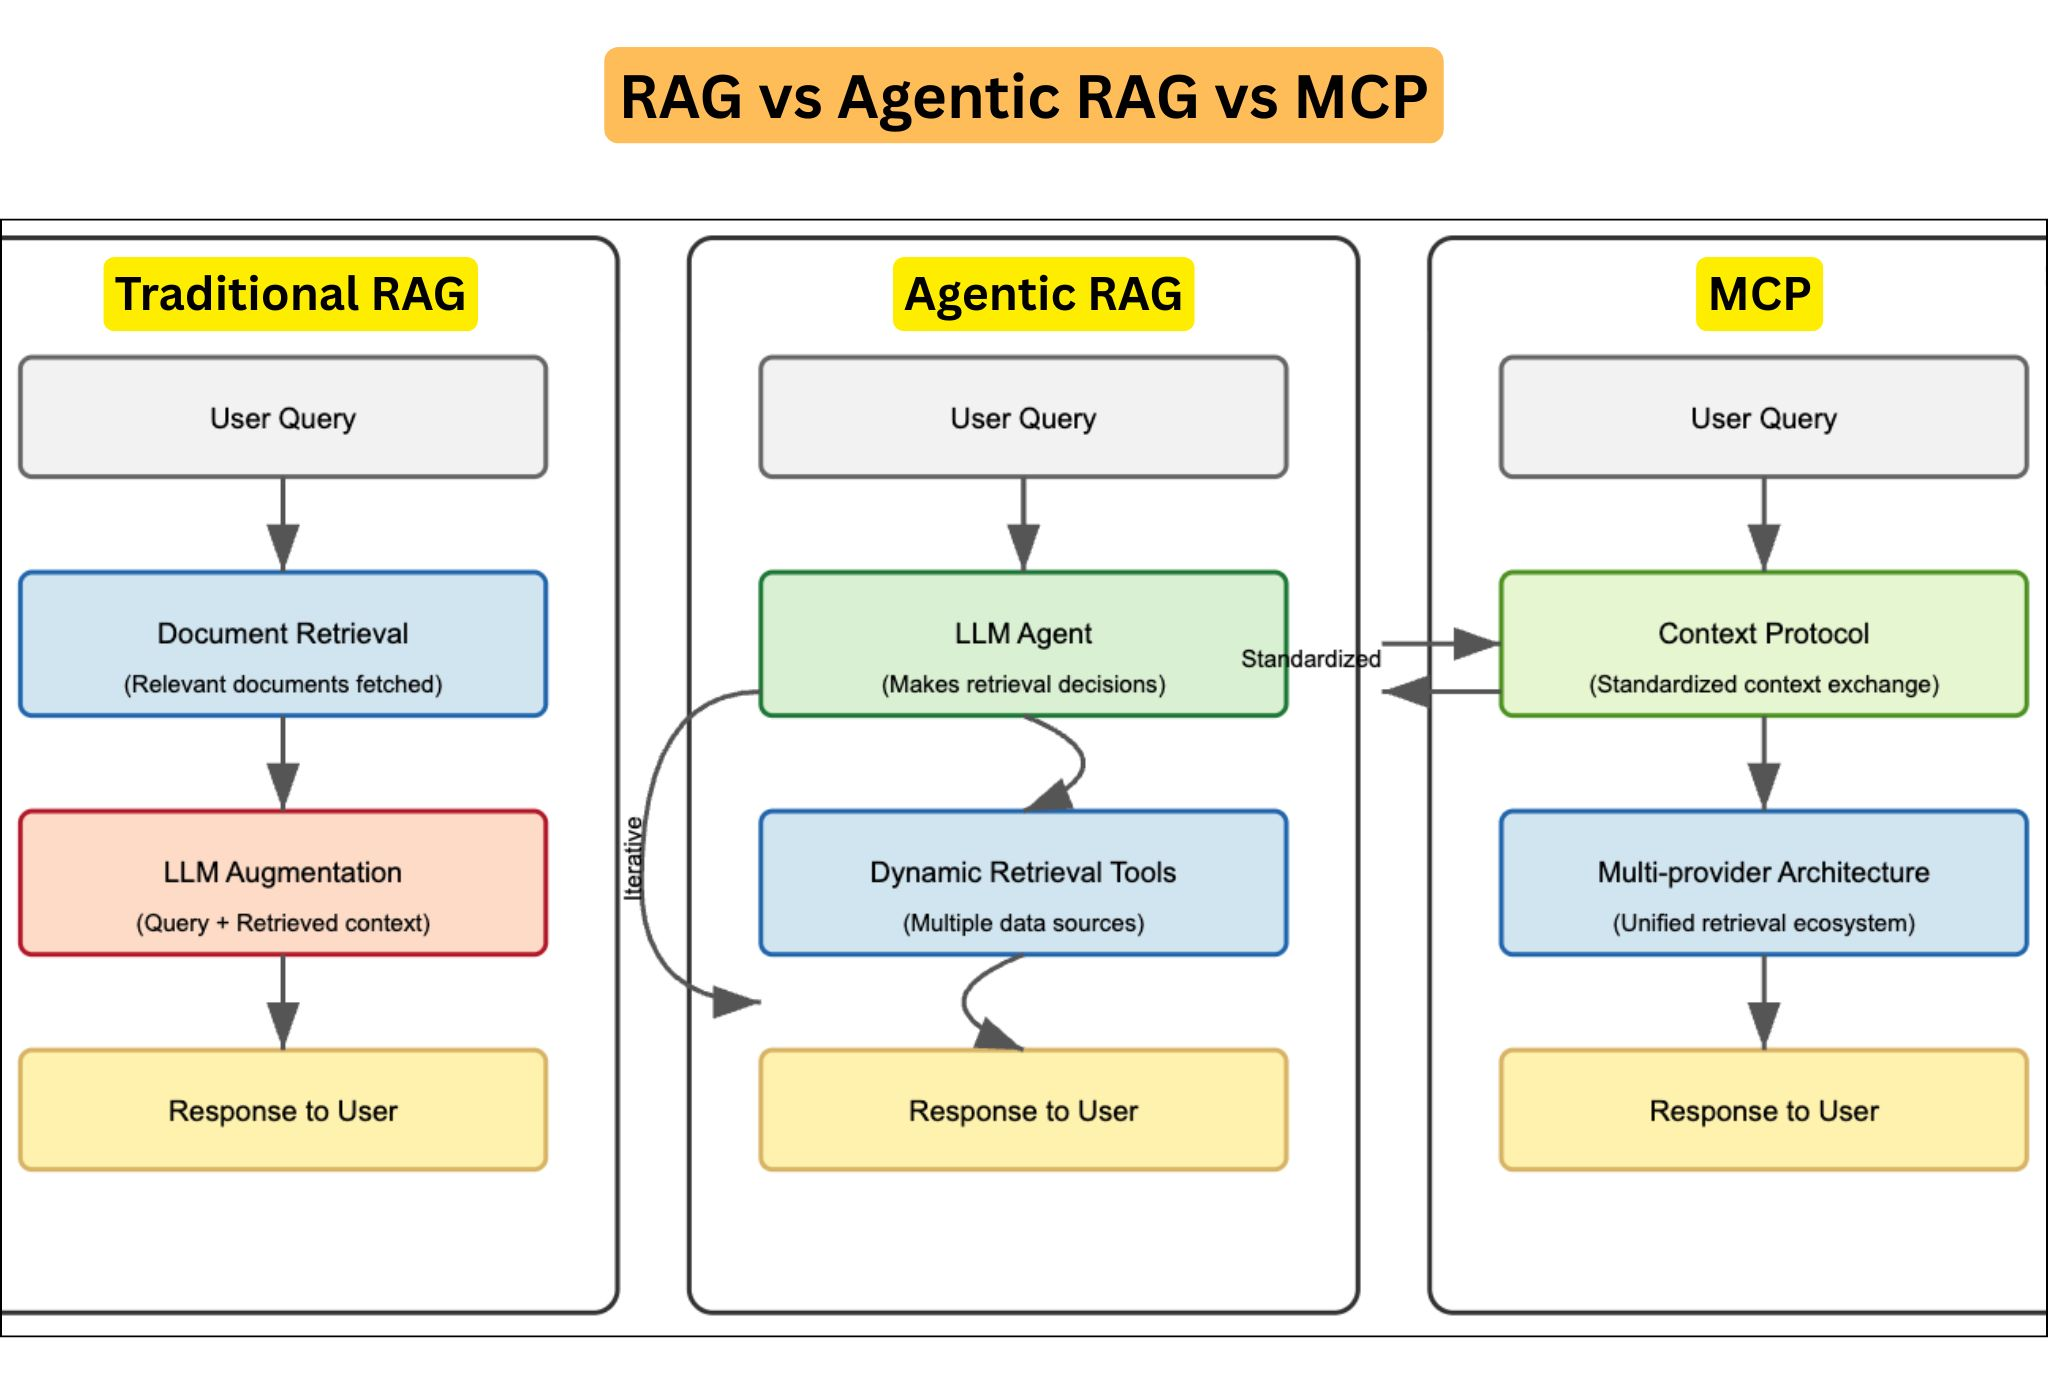 RAG vs Agentic RAG vs MCP
Traditional RAG
User Query
Document Retrieval
(Relevant documents fetched)
LLM Augmentation
(Query + Retrieved context)
Response to User
Agentic RAG
User Query
LLM Agent
(Makes retrieval decisions)
Iterative
Dynamic Retrieval Tools
(Multiple data sources)
Response to User
MCP
User Query
Standardized
Context Protocol
(Standardized context exchange)
Multi-provider Architecture
(Unified retrieval ecosystem)
Response to User